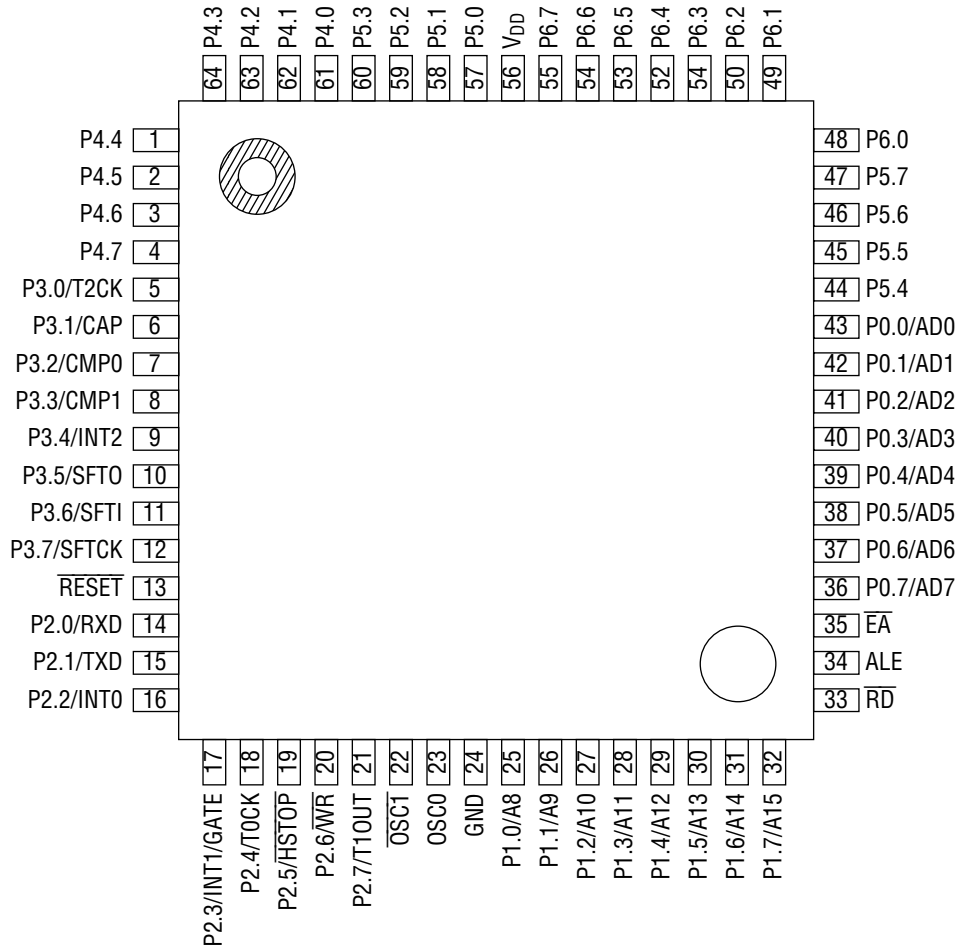 P4.3 P4.2 P4.1 P4.0 P5.3 P5.2 P5.1 P5.0 VDD P6.7 P6.6 P6.5 P6.4 P6.3 P6.2 P6.1
64 63 62 61 60 59 58 57 56 55 54 53 52 54 50 49
P4.4 1
P4.5 2
P4.6 3
P4.7 4
P3.0/T2CK 5
P3.1/CAP 6
P3.2/CMP0 7
P3.3/CMP1 8
P3.4/INT2 9
P3.5/SFTO 10
P3.6/SFTI 11
P3.7/SFTCK 12
R̅E̅S̅E̅T̅ 13
P2.0/RXD 14
P2.1/TXD 15
P2.2/INT0 16
48 P6.0
47 P5.7
46 P5.6
45 P5.5
44 P5.4
43 P0.0/AD0
42 P0.1/AD1
41 P0.2/AD2
40 P0.3/AD3
39 P0.4/AD4
38 P0.5/AD5
37 P0.6/AD6
36 P0.7/AD7
35 E̅A̅
34 ALE
33 R̅D̅
17 18 19 20 21 22 23 24 25 26 27 28 29 30 31 32
P2.3/INT1/GATE P2.4/T0CK P2.5/H̅S̅T̅O̅P̅ P2.6/W̅R̅ P2.7/T1OUT O̅S̅C̅1̅ OSC0 GND P1.0/A8 P1.1/A9 P1.2/A10 P1.3/A11 P1.4/A12 P1.5/A13 P1.6/A14 P1.7/A15